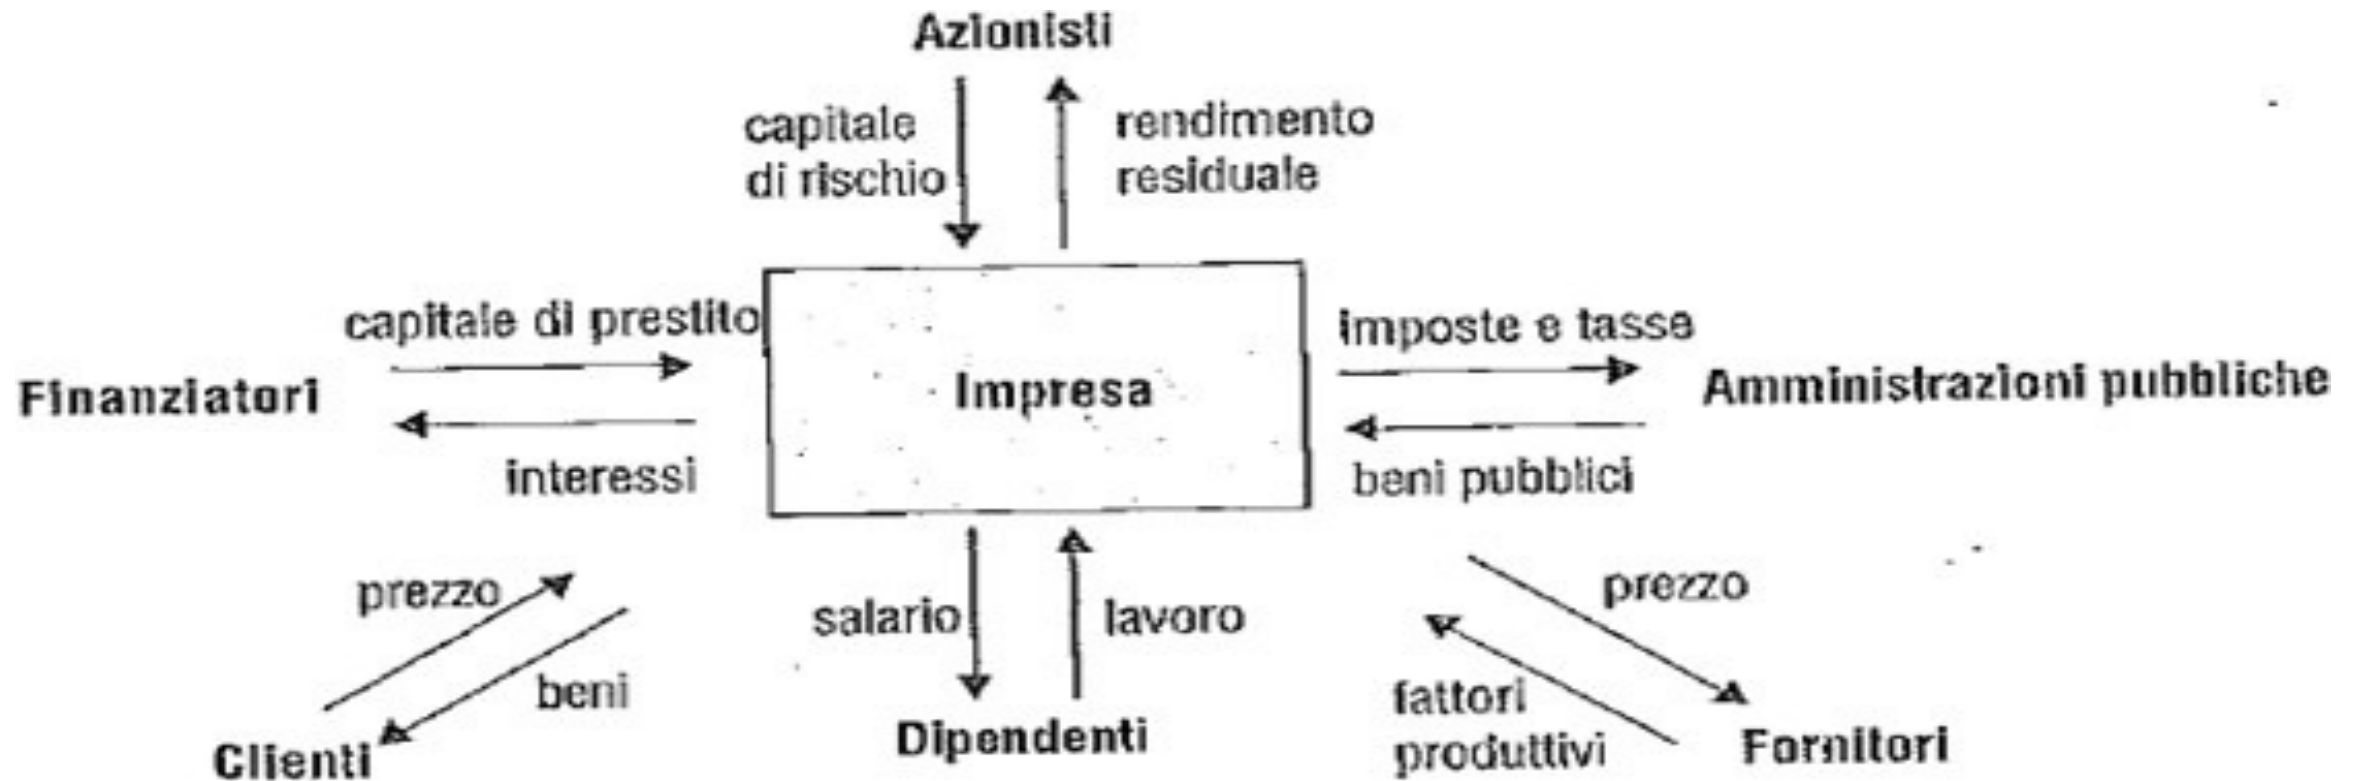 Azionisti
capitale
di rischio
rendimento
residuale
capitale di prestito
imposte e tasse
Finanziatori
Impresa
Amministrazioni pubbliche
interessi
beni pubblici
prezzo
salario
lavoro
prezzo
beni
fattori
produttivi
Clienti
Dipendenti
Fornitori